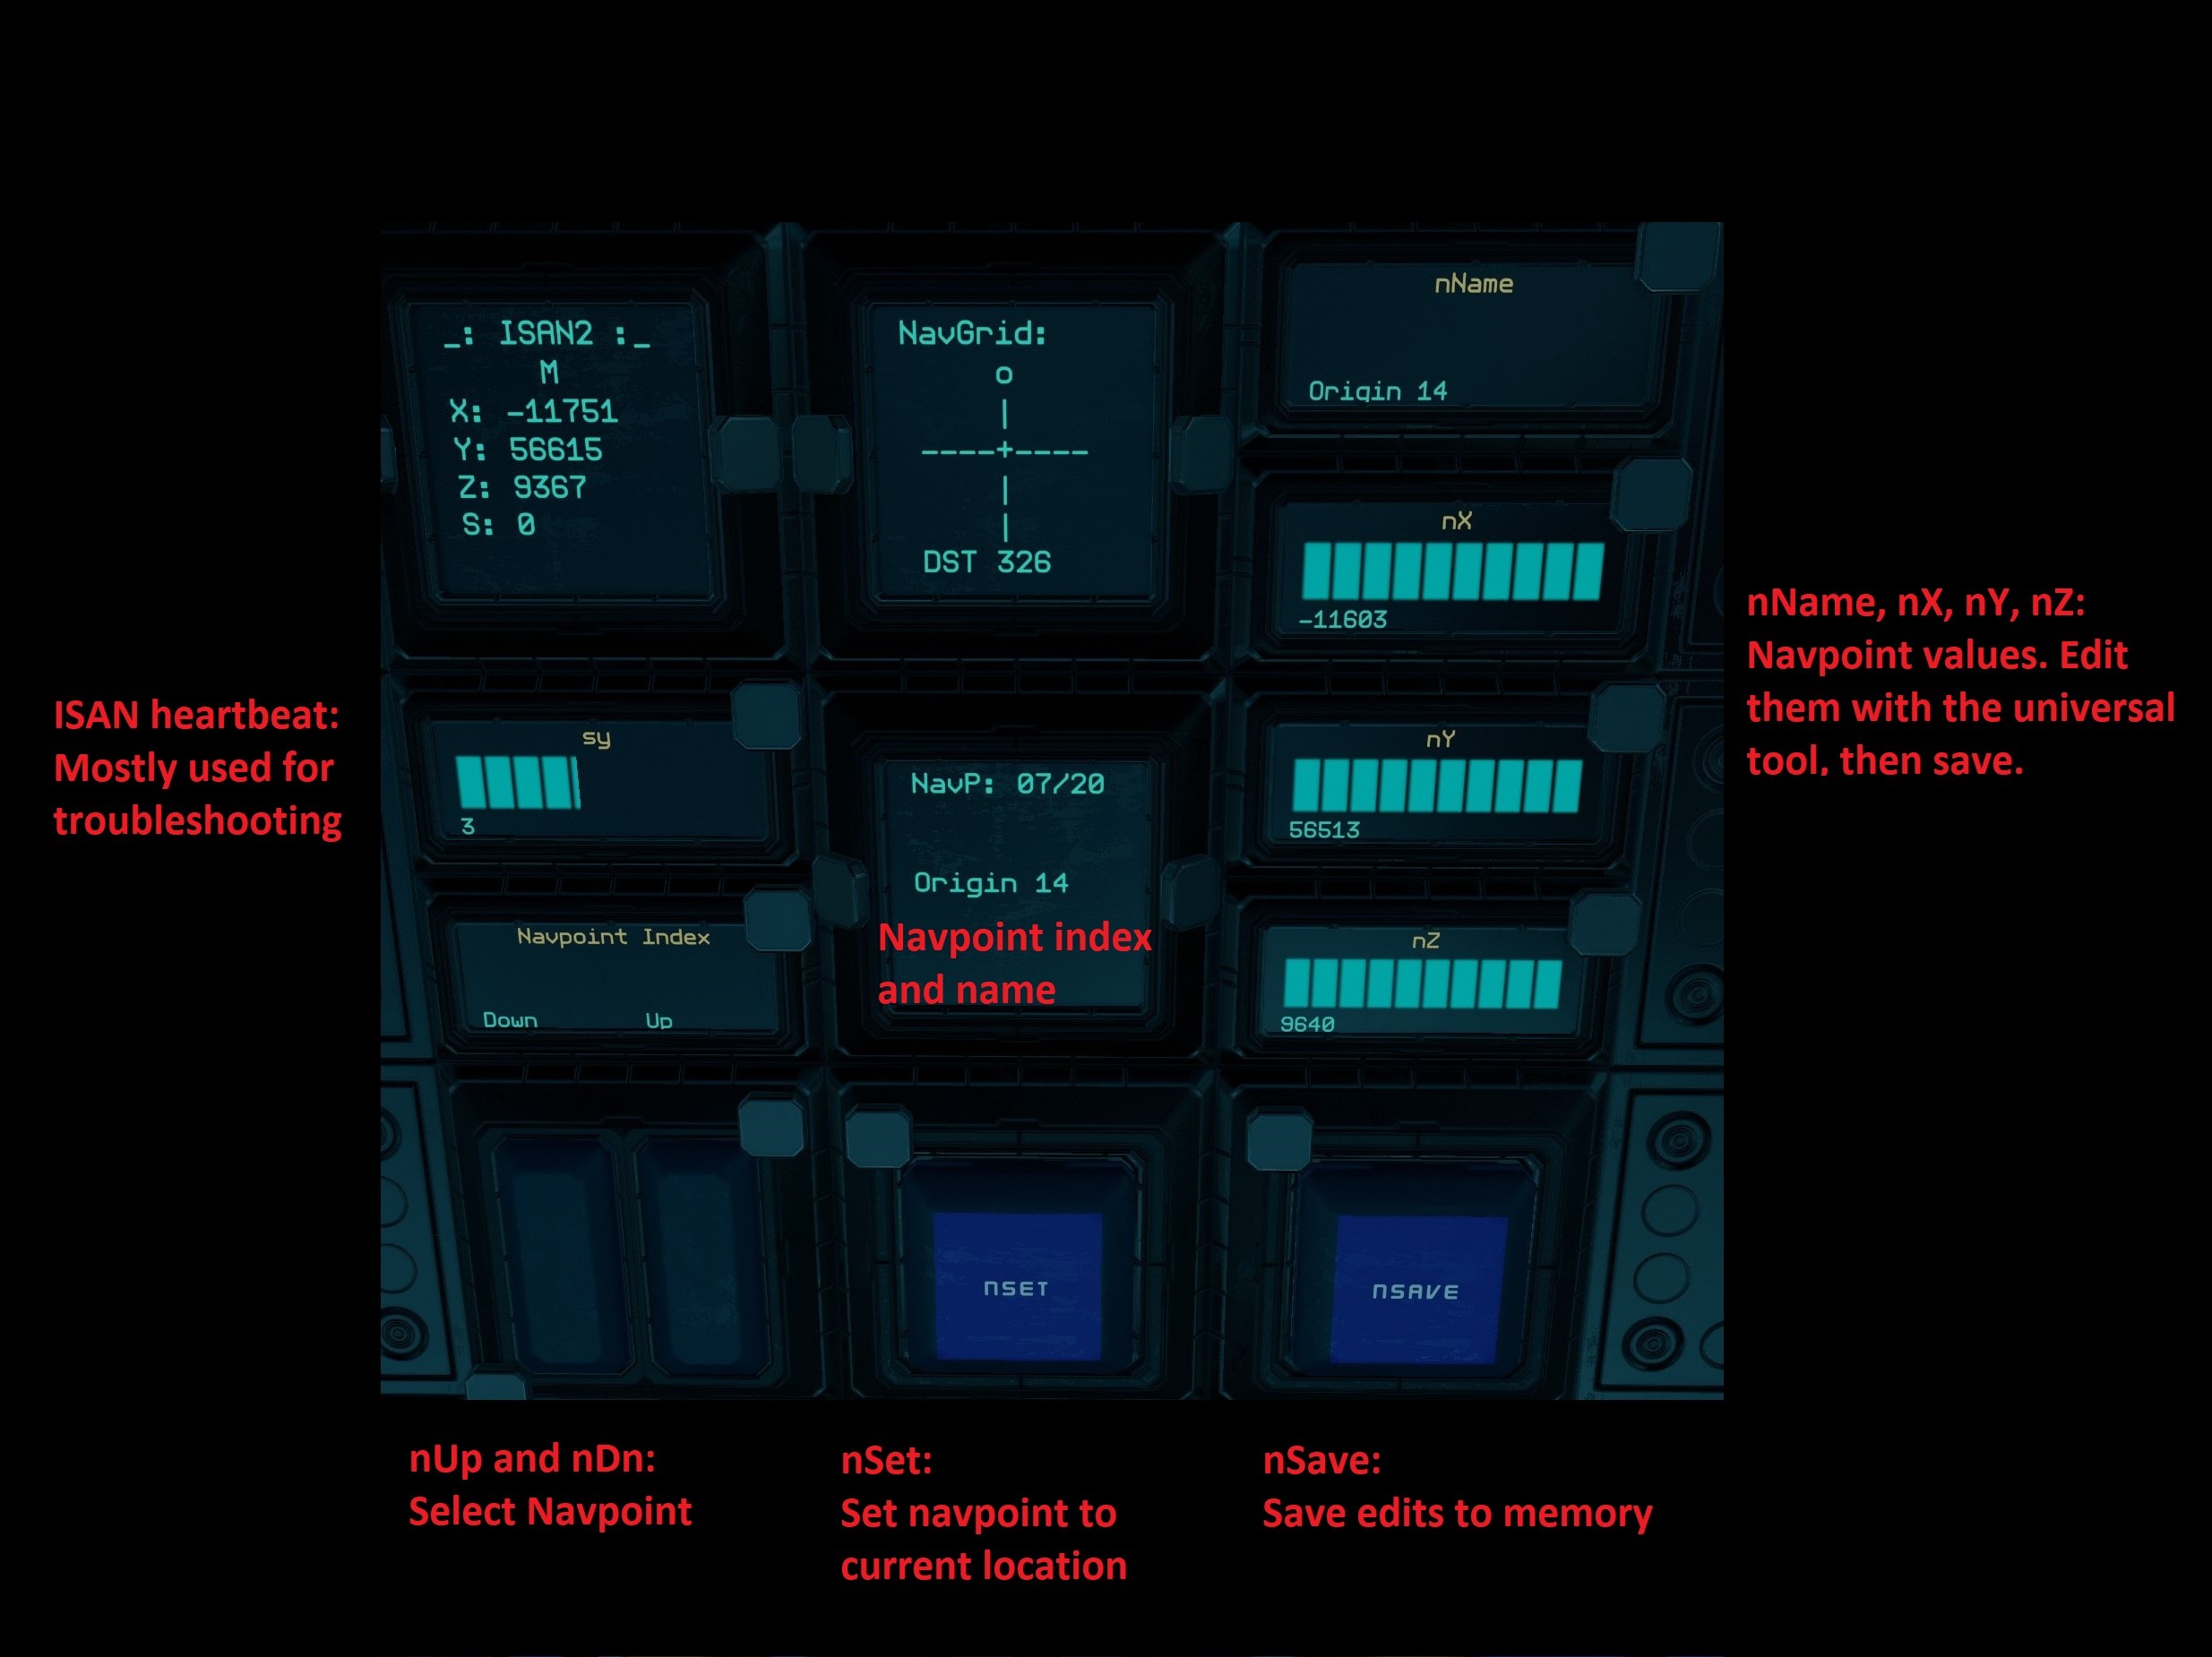 _: ISAN2 :_
M
X: -11751
Y: 56615
Z: 9367
S: 0
NavGrid:
o
|
----+----
|
|
DST 326
nName
Origin 14
nX
-11603
nName, nX, nY, nZ:
Navpoint values. Edit
them with the universal
tool, then save.
ISAN heartbeat:
Mostly used for
troubleshooting
sy
3
NavP: 07/20
Origin 14
Navpoint index
and name
nY
56513
Navpoint Index
Down Up
nZ
9640
NSET
NSAVE
nUp and nDn:
Select Navpoint
nSet:
Set navpoint to
current location
nSave:
Save edits to memory